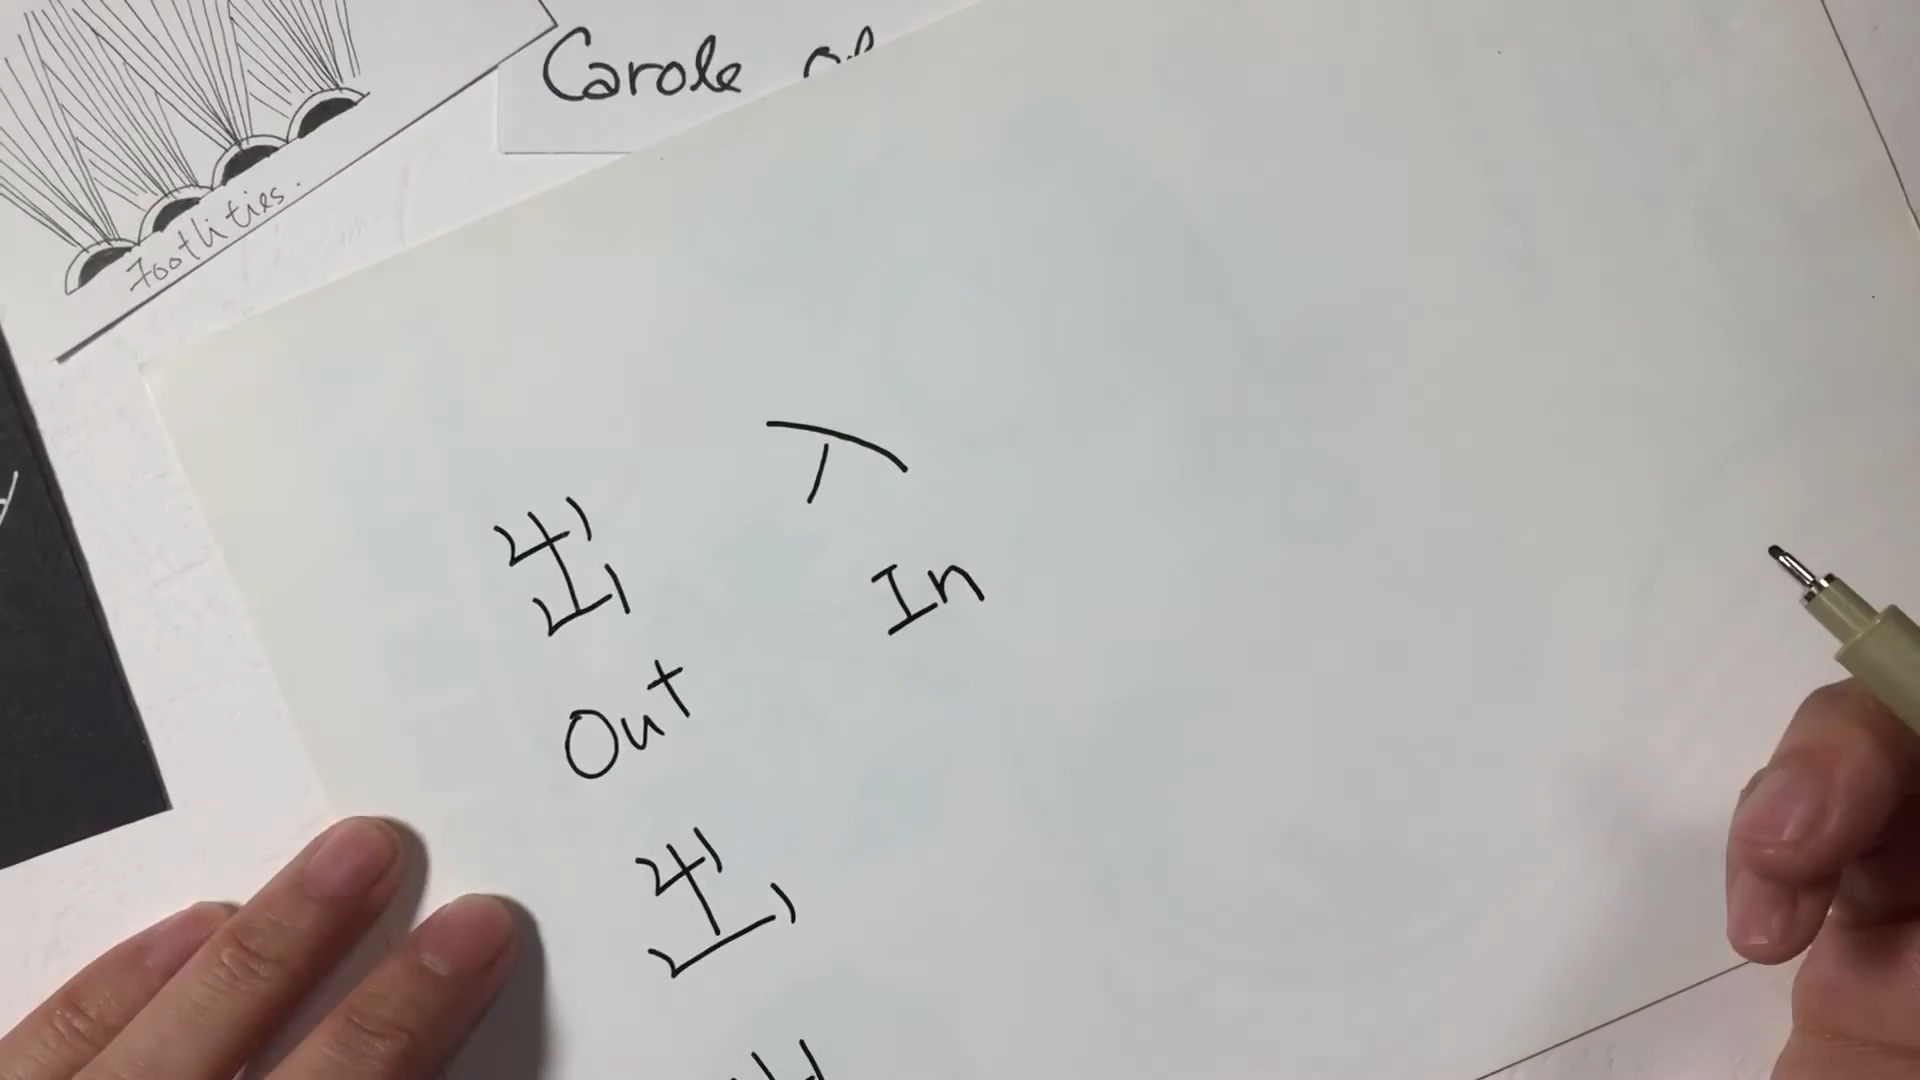 Carole
Footlities.
出 入
Out In
出